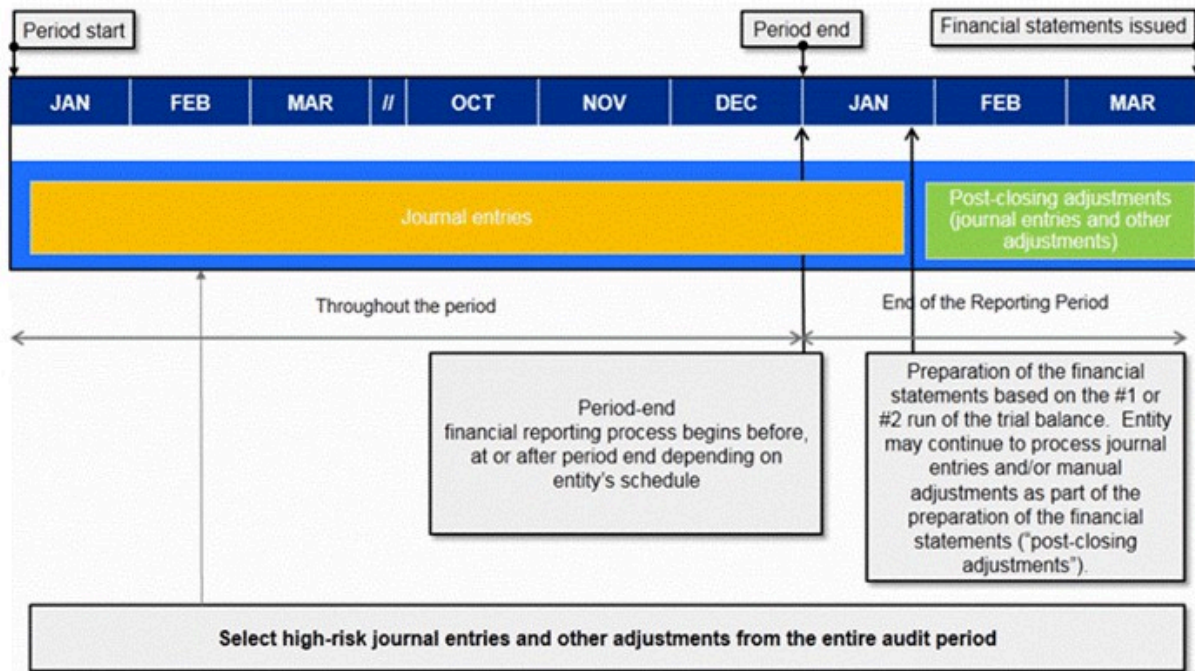 Period start
Period end
Financial statements issued
JAN FEB MAR // OCT NOV DEC JAN FEB MAR
Journal entries
Post-closing adjustments
(journal entries and other
adjustments)
Throughout the period
End of the Reporting Period
Period-end
financial reporting process begins before,
at or after period end depending on
entity's schedule
Preparation of the financial
statements based on the #1 or
#2 run of the trial balance. Entity
may continue to process journal
entries and/or manual
adjustments as part of the
preparation of the financial
statements ("post-closing
adjustments").
Select high-risk journal entries and other adjustments from the entire audit period